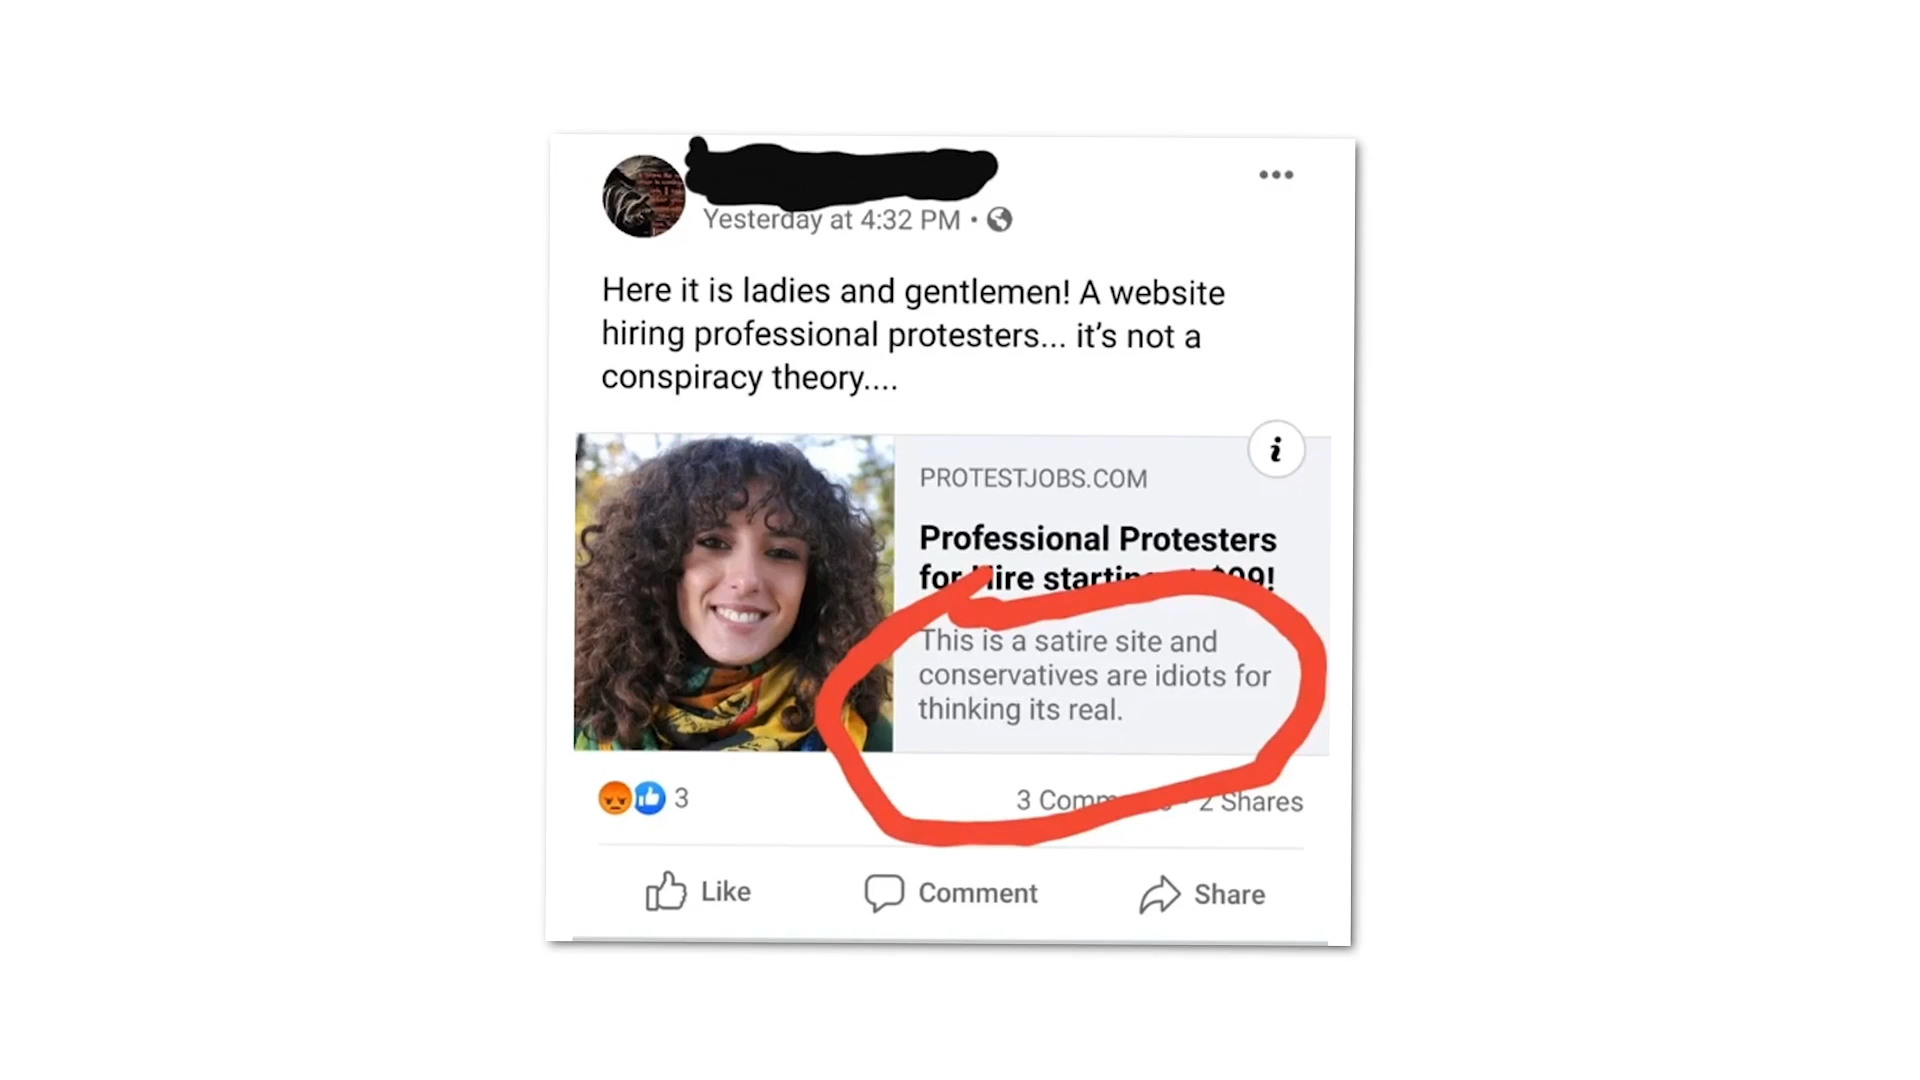 Yesterday at 4:32 PM
Here it is ladies and gentlemen! A website
hiring professional protesters... it's not a
conspiracy theory....
PROTESTJOBS.COM
Professional Protesters
for
This is a satire site and
conservatives are idiots for
thinking its real.
3
3
2 Shares
Like
Comment
Share